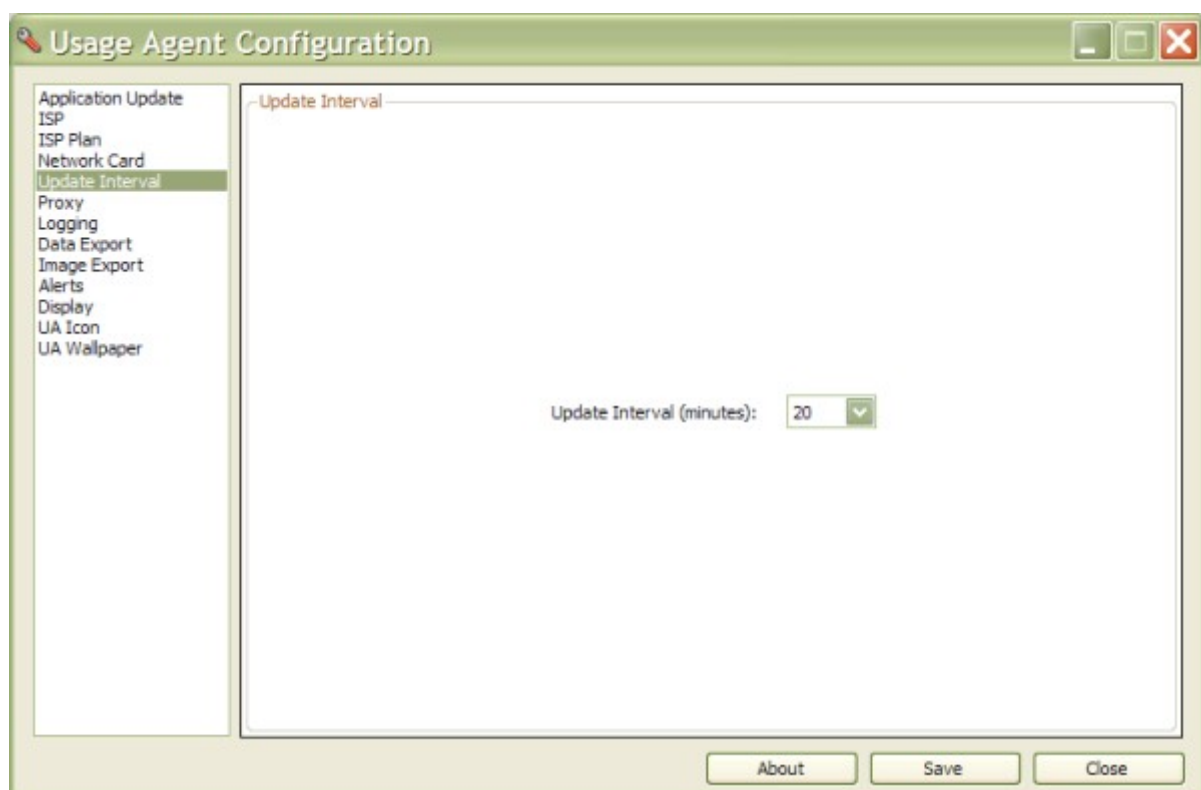 Usage Agent Configuration
Application Update
ISP
ISP Plan
Network Card
Update Interval
Proxy
Logging
Data Export
Image Export
Alerts
Display
UA Icon
UA Wallpaper
Update Interval
Update Interval (minutes): 20
About Save Close